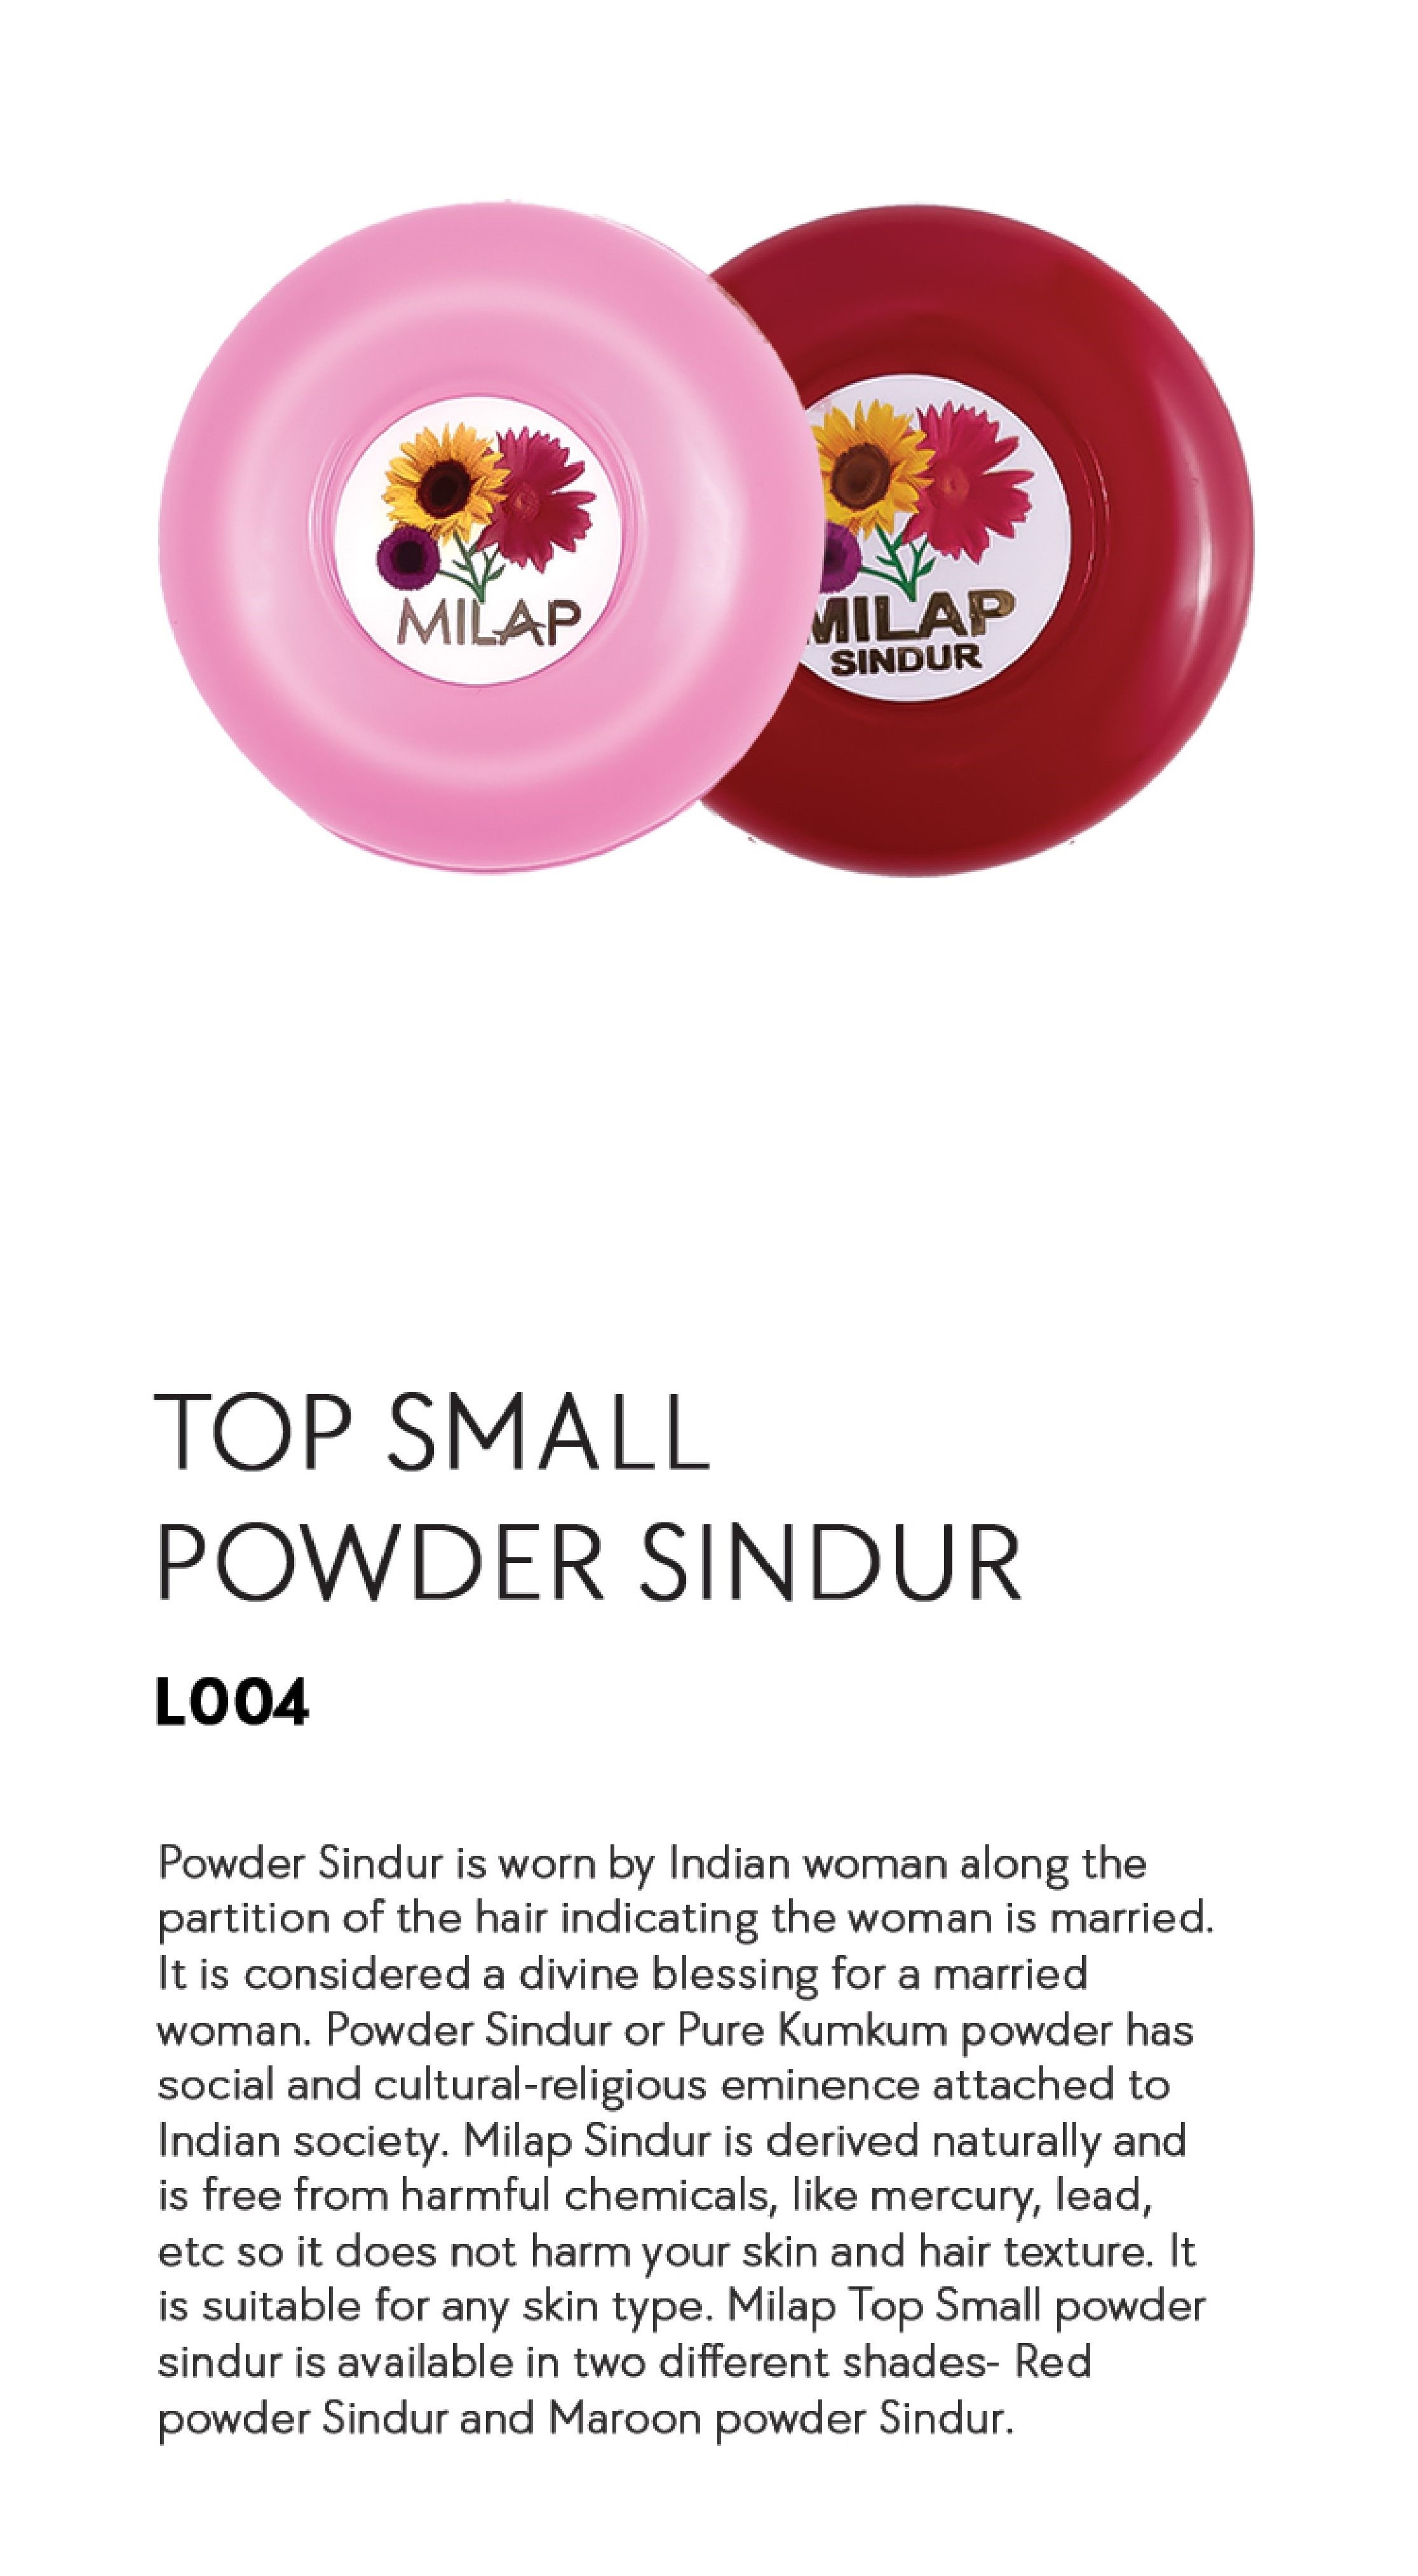 MILAP
MILAP
SINDUR
TOP SMALL
POWDER SINDUR
L004
Powder Sindur is worn by Indian woman along the
partition of the hair indicating the woman is married.
It is considered a divine blessing for a married
woman. Powder Sindur or Pure Kumkum powder has
social and cultural-religious eminence attached to
Indian society. Milap Sindur is derived naturally and
is free from harmful chemicals, like mercury, lead,
etc so it does not harm your skin and hair texture. It
is suitable for any skin type. Milap Top Small powder
sindur is available in two different shades- Red
powder Sindur and Maroon powder Sindur.